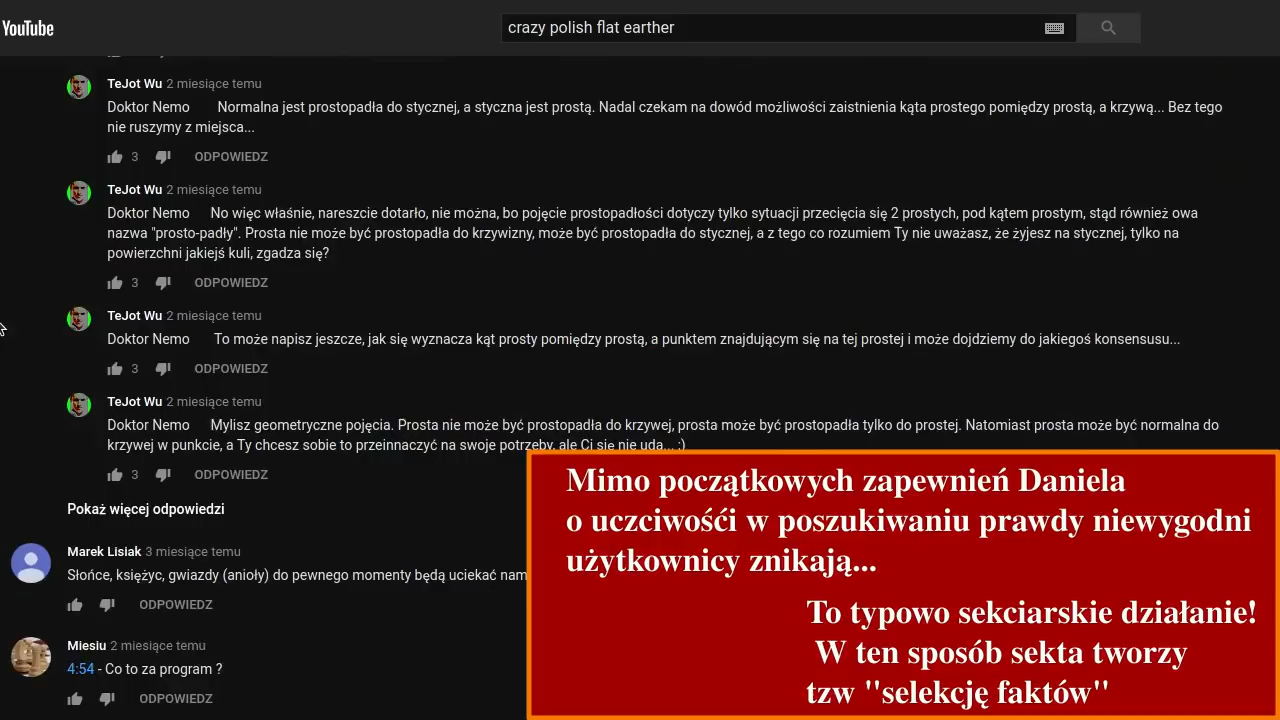 YouTube
crazy polish flat earther
TeJot Wu 2 miesiące temu
Doktor Nemo Normalna jest prostopadła do stycznej, a styczna jest prostą. Nadal czekam na dowód możliwości zaistnienia kąta prostego pomiędzy prostą, a krzywą... Bez tego
nie ruszymy z miejsca...
3 ODPOWIEDZ
TeJot Wu 2 miesiące temu
Doktor Nemo No więc właśnie, nareszcie dotarło, nie można, bo pojęcie prostopadłości dotyczy tylko sytuacji przecięcia się 2 prostych, pod kątem prostym, stąd również owa
nazwa "prosto-padły". Prosta nie może być prostopadła do krzywizny, może być prostopadła do stycznej, a z tego co rozumiem Ty nie uważasz, że żyjesz na stycznej, tylko na
powierzchni jakiejś kuli, zgadza się?
3 ODPOWIEDZ
TeJot Wu 2 miesiące temu
Doktor Nemo To może napisz jeszcze, jak się wyznacza kąt prosty pomiędzy prostą, a punktem znajdującym się na tej prostej i może dojdziemy do jakiegoś konsensusu...
3 ODPOWIEDZ
TeJot Wu 2 miesiące temu
Doktor Nemo Mylisz geometryczne pojęcia. Prosta nie może być prostopadła do krzywej, prosta może być prostopadła tylko do prostej. Natomiast prosta może być normalna do
krzywej w punkcie, a Ty chcesz sobie to przeinnaczyć na swoje potrzeby, ale Ci się nie uda... ;)
3 ODPOWIEDZ
Pokaż więcej odpowiedzi
Marek Lisiak 3 miesiące temu
Słońce, księżyc, gwiazdy (anioły) do pewnego momenty będą uciekać nam
ODPOWIEDZ
Miesiu 2 miesiące temu
4:54 - Co to za program ?
ODPOWIEDZ
Mimo początkowych zapewnień Daniela
o uczciwośći w poszukiwaniu prawdy niewygodni
użytkownicy znikają...
To typowo sekciarskie działanie!
W ten sposób sekta tworzy
tzw "selekcję faktów"